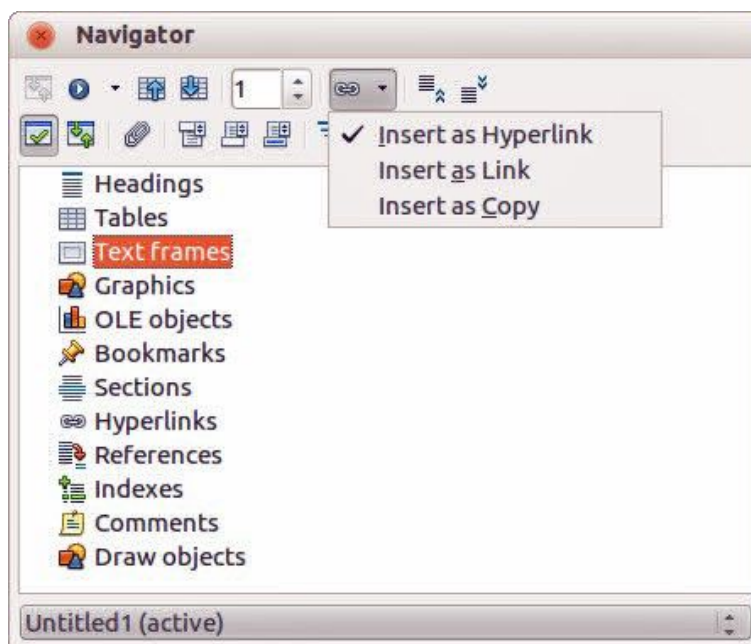 Navigator
1
Insert as Hyperlink
Insert as Link
Insert as Copy
Headings
Tables
Text frames
Graphics
OLE objects
Bookmarks
Sections
Hyperlinks
References
Indexes
Comments
Draw objects
Untitled1 (active)